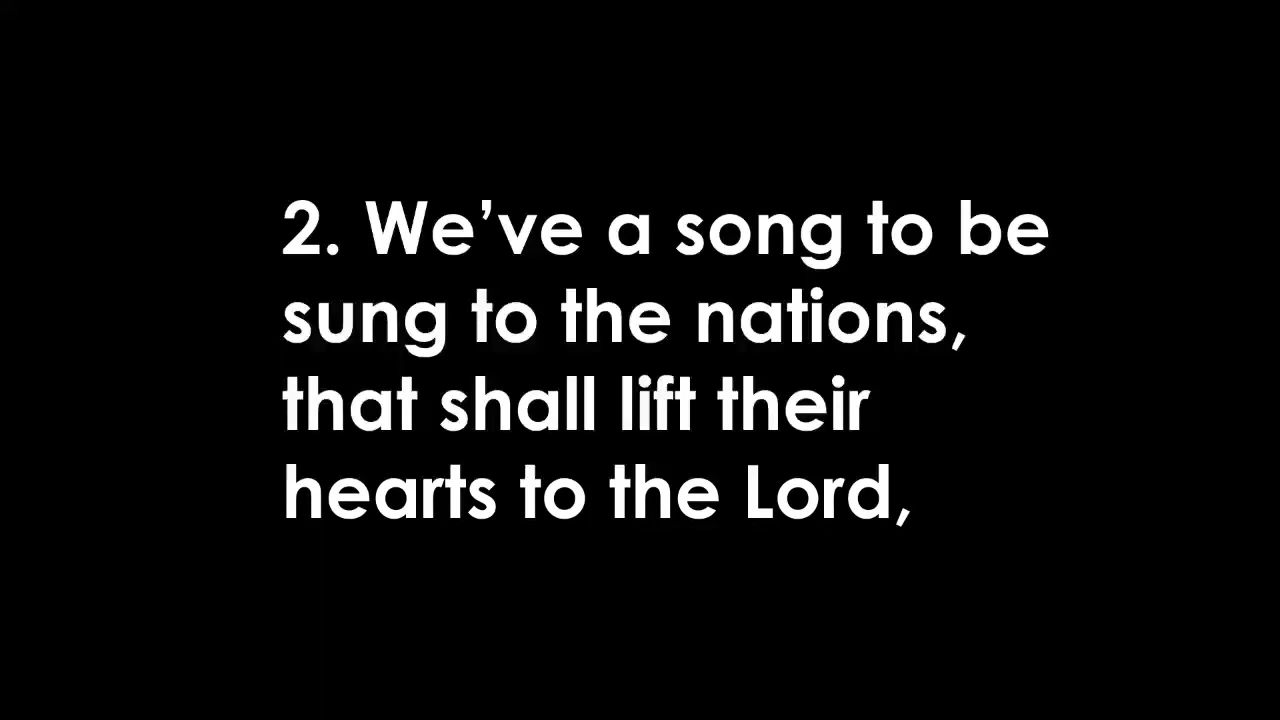 2. We’ve a song to be
sung to the nations,
that shall lift their
hearts to the Lord,